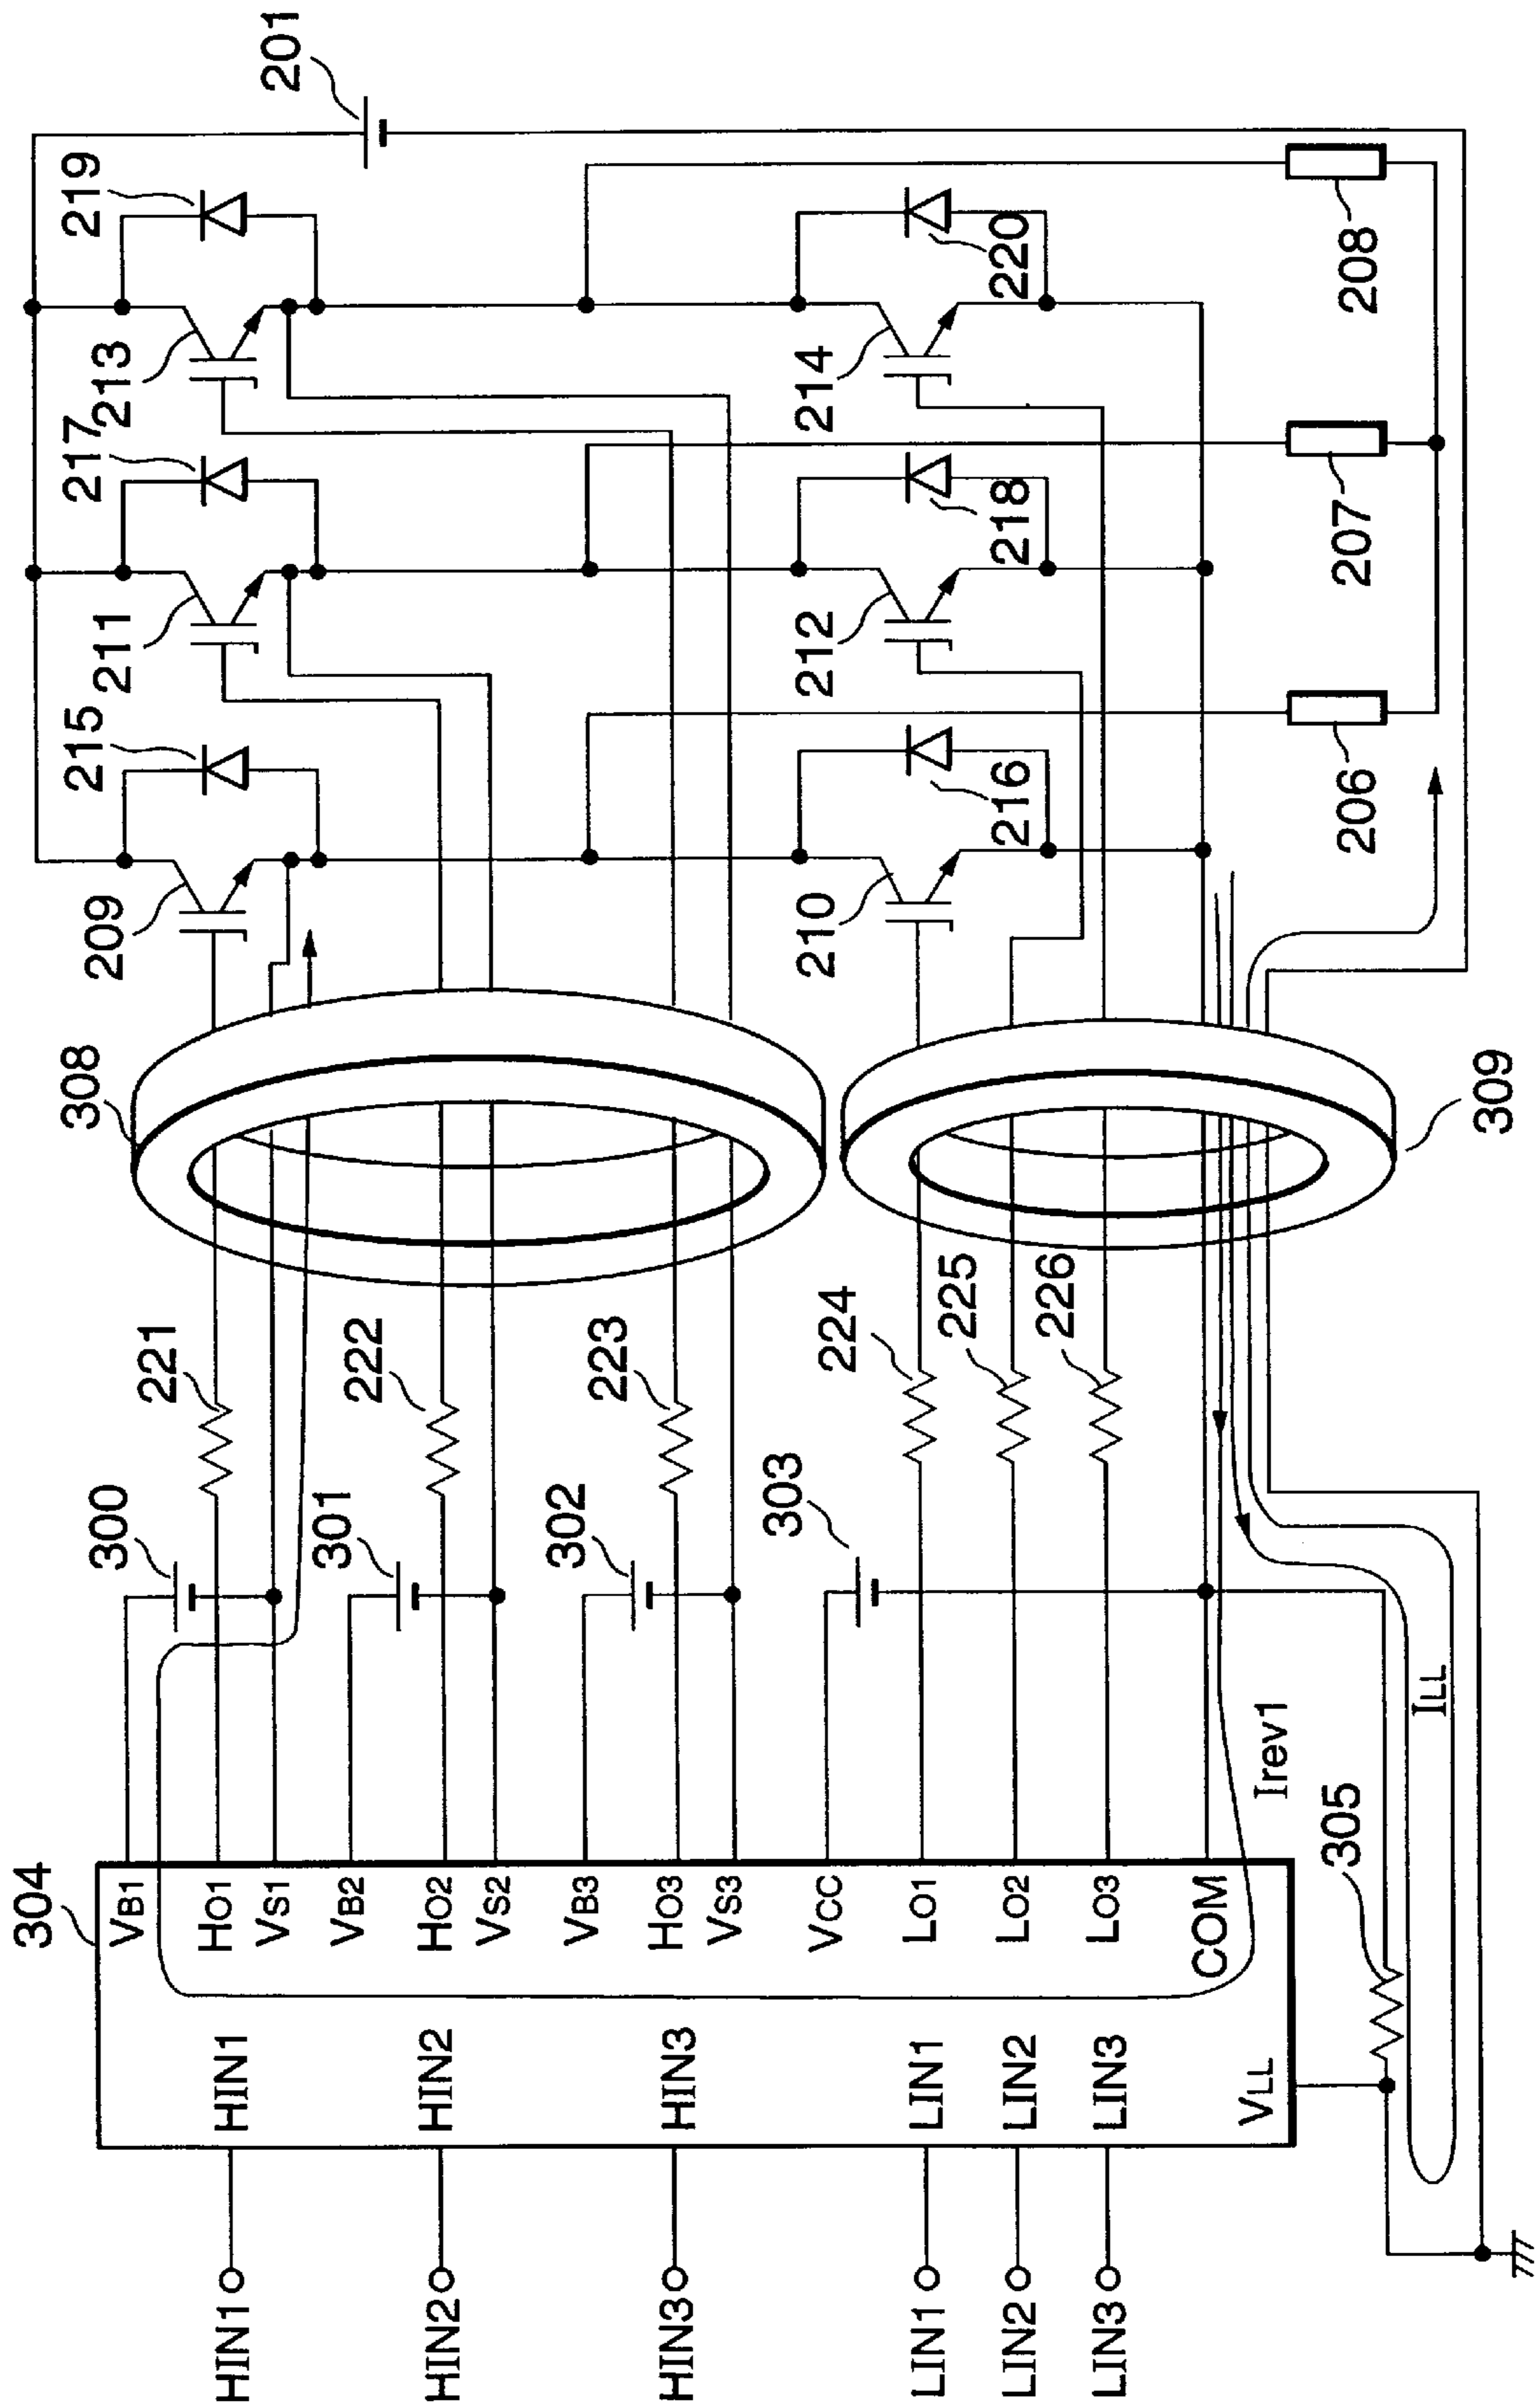 201
219
213
217
211
215
209
308
220
214
218
212
216
210
208
207
206
309
221
222
223
224
225
226
300
301
302
303
304
VB1
HO1
VS1
VB2
HO2
VS2
VB3
HO3
VS3
VCC
LO1
LO2
LO3
COM
Irev1
ILL
305
HIN1
HIN2
HIN3
LIN1
LIN2
LIN3
VLL
HIN1
HIN2
HIN3
LIN1
LIN2
LIN3